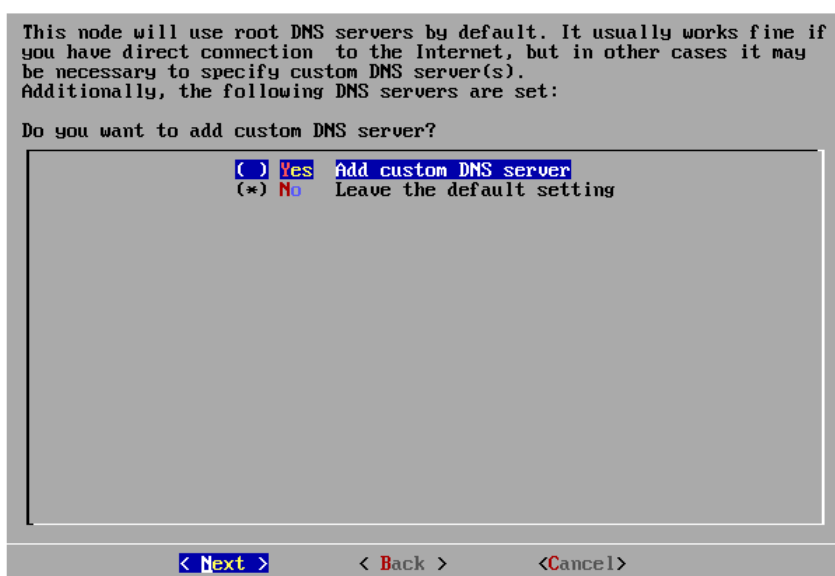 This node will use root DNS servers by default. It usually works fine if
you have direct connection  to the Internet, but in other cases it may
be necessary to specify custom DNS server(s).
Additionally, the following DNS servers are set:
Do you want to add custom DNS server?
( ) Yes  Add custom DNS server
(*) No  Leave the default setting
< Next >  < Back >  <Cancel>